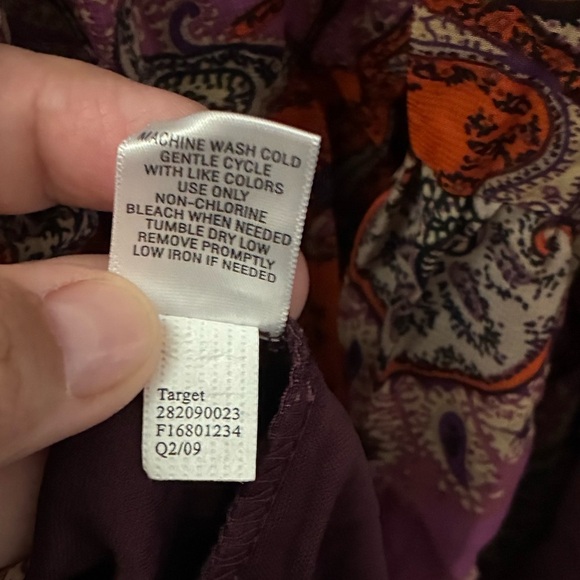 MACHINE WASH COLD
GENTLE CYCLE
WITH LIKE COLORS
USE ONLY
NON-CHLORINE
BLEACH WHEN NEEDED
TUMBLE DRY LOW
REMOVE PROMPTLY
LOW IRON IF NEEDED
Target
282090023
F16801234
Q2/09